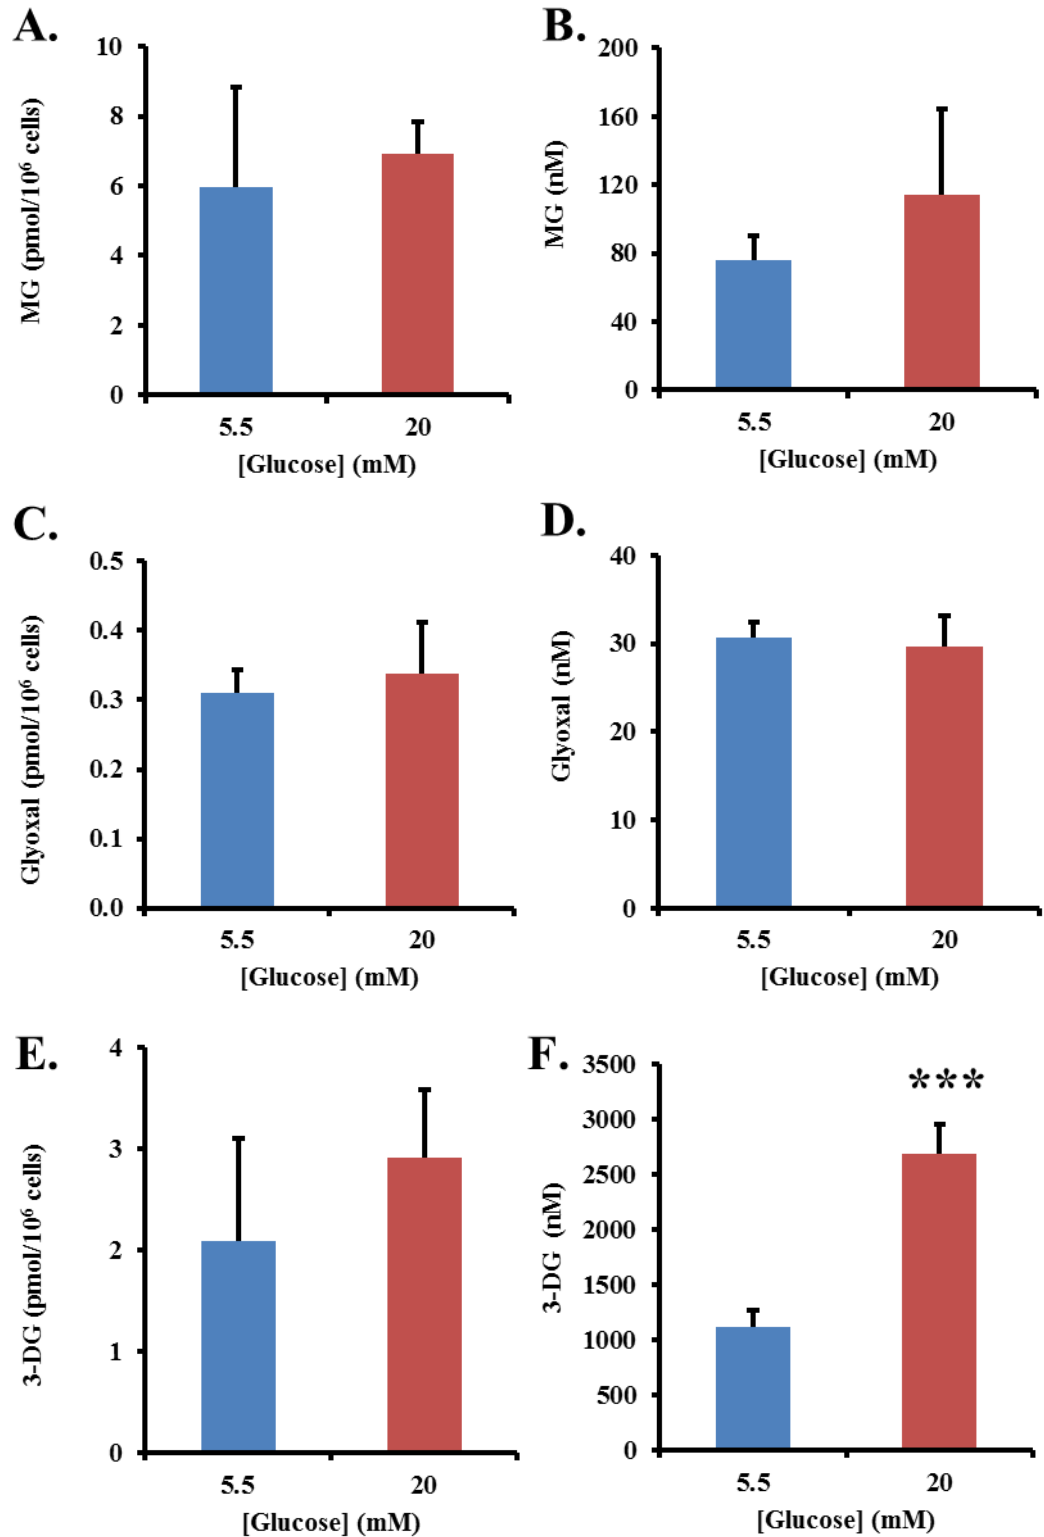 A.
MG (pmol/10⁶ cells)
10
8
6
4
2
0
5.5 20
[Glucose] (mM)
B.
MG (nM)
200
160
120
80
40
0
5.5 20
[Glucose] (mM)
C.
Glyoxal (pmol/10⁶ cells)
0.5
0.4
0.3
0.2
0.1
0.0
5.5 20
[Glucose] (mM)
D.
Glyoxal (nM)
40
30
20
10
0
5.5 20
[Glucose] (mM)
E.
3-DG (pmol/10⁶ cells)
4
3
2
1
0
5.5 20
[Glucose] (mM)
F.
3-DG (nM)
3500
3000
2500
2000
1500
1000
500
0
***
5.5 20
[Glucose] (mM)